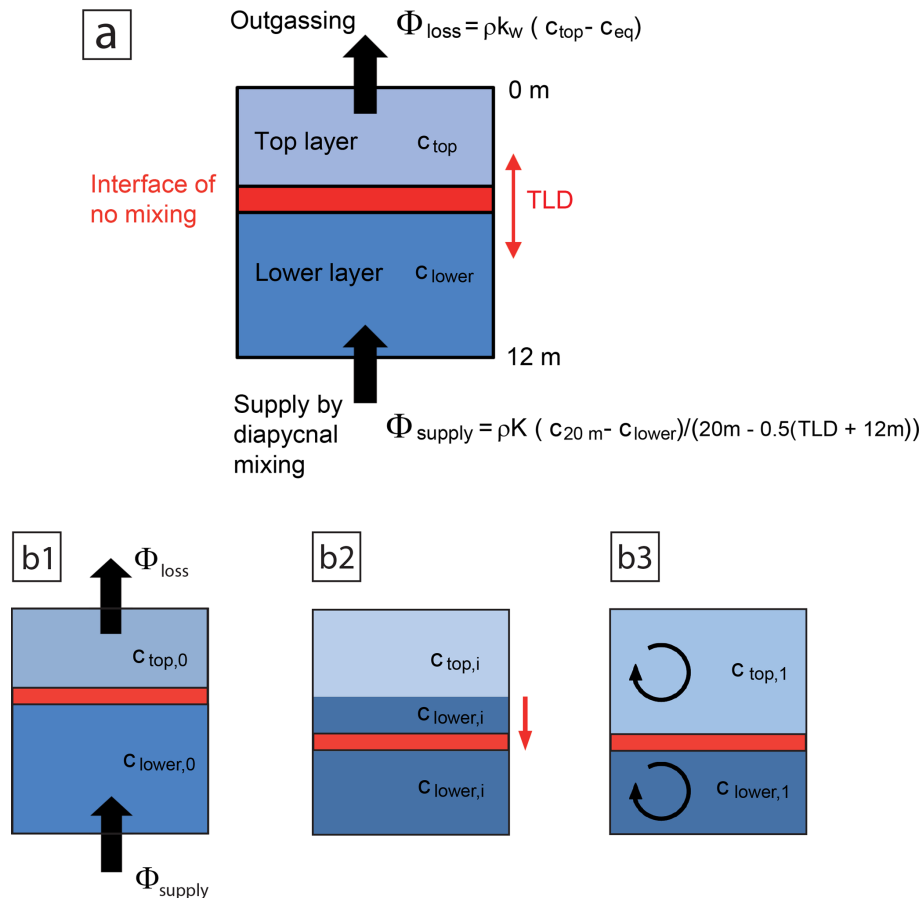 a
Outgassing
Φloss = ρkw ( ctop- ceq)
0 m
Top layer
ctop
Interface of
no mixing
TLD
Lower layer
clower
12 m
Supply by
diapycnal
mixing
Φsupply = ρK ( c20 m- clower)/(20m - 0.5(TLD + 12m))
b1
Φloss
ctop,0
clower,0
Φsupply
b2
ctop,i
clower,i
clower,i
b3
ctop,1
clower,1